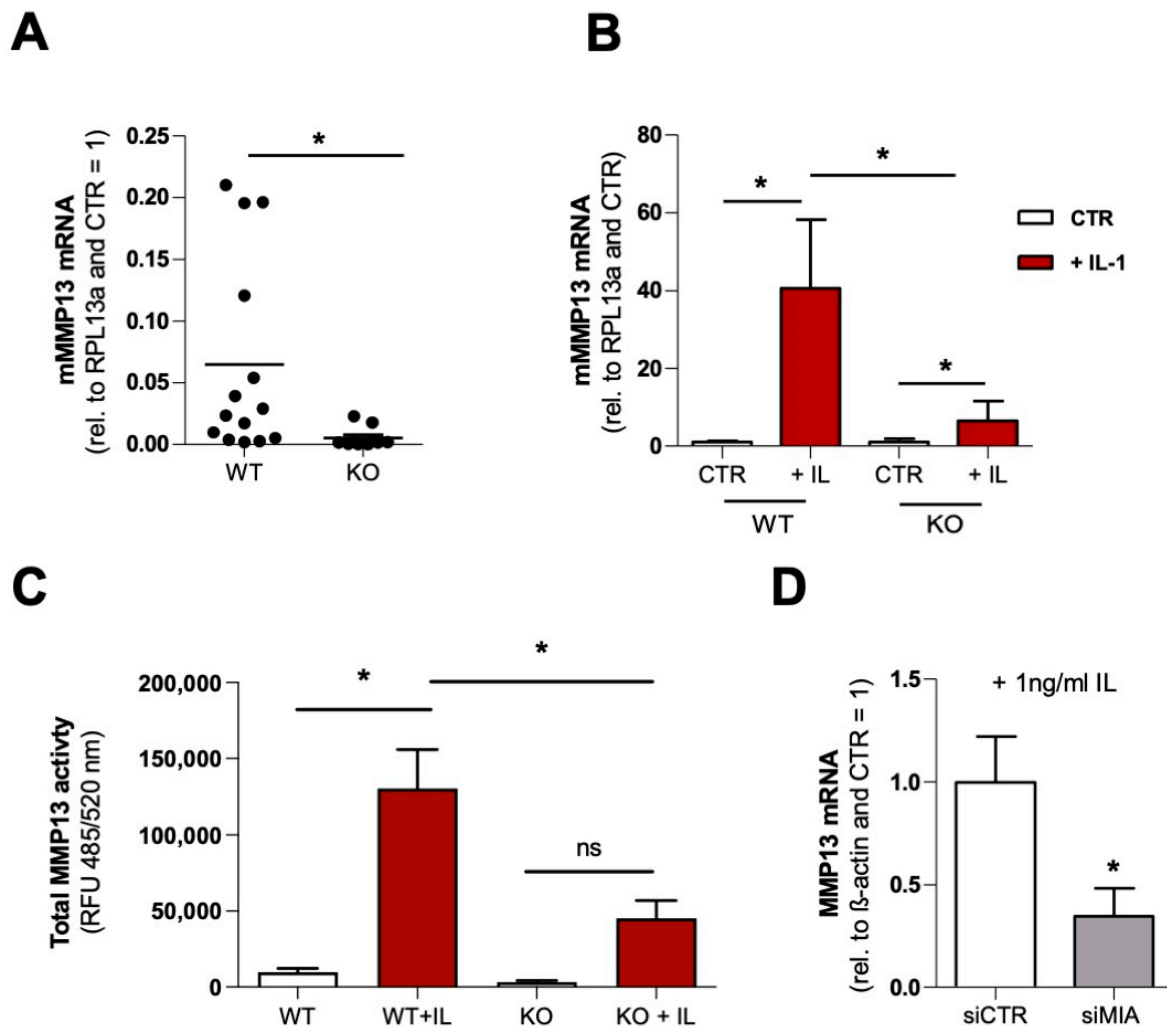 A
mMMP13 mRNA
(rel. to RPL13a and CTR = 1)
0.25
0.20
0.15
0.10
0.05
0.00
*
WT
KO
B
mMMP13 mRNA
(rel. to RPL13a and CTR)
80
60
40
20
0
*
*
*
CTR
+ IL-1
CTR
+ IL
CTR
+ IL
WT
KO
C
Total MMP13 activty
(RFU 485/520 nm)
200,000
150,000
100,000
50,000
0
*
*
ns
WT
WT+IL
KO
KO + IL
D
MMP13 mRNA
(rel. to ß-actin and CTR = 1)
1.5
1.0
0.5
0.0
+ 1ng/ml IL
*
siCTR
siMIA